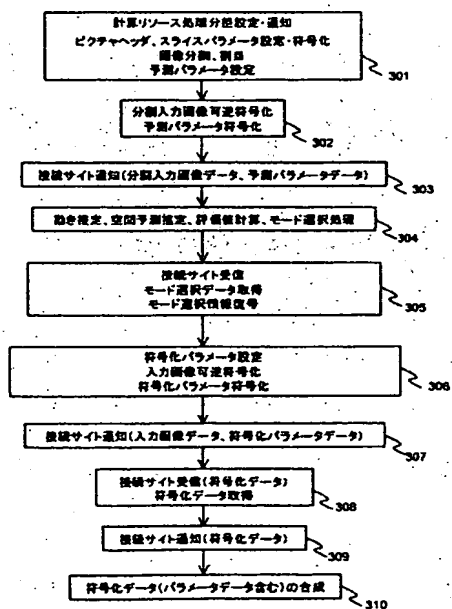 計算リソース処理分担設定・通知
ピクチャヘッダ、スライスパラメータ設定・符号化
画像分割、割当
予測パラメータ設定
301
分割入力画像可逆符号化
予測パラメータ符号化
302
接続サイト通知(分割入力画像データ、予測パラメータデータ)
303
動き推定、空間予測推定、評価値計算、モード選択処理
304
接続サイト受信
モード選択データ取得
モード選択情報復号
305
符号化パラメータ設定
入力画像可逆符号化
符号化パラメータ符号化
306
接続サイト通知(入力画像データ、符号化パラメータデータ)
307
接続サイト受信(符号化データ)
符号化データ取得
308
接続サイト通知(符号化データ)
309
符号化データ(パラメータデータ含む)の合成
310